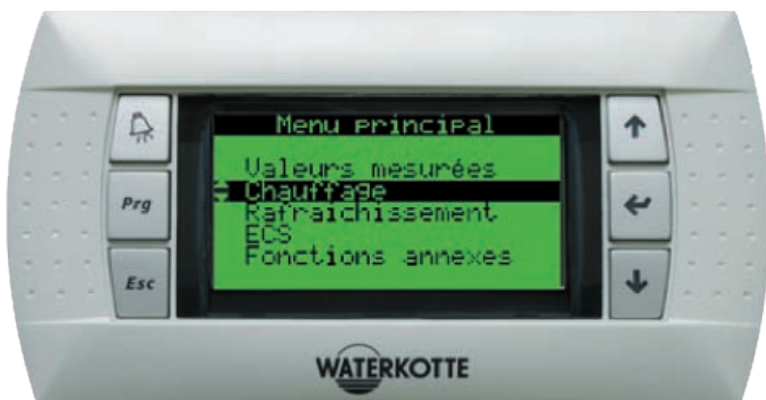 Menu principal
Valeurs mesurées
Chauffage
Rafraichissement
ECS
Fonctions annexes
Prg
Esc
WATERKOTTE